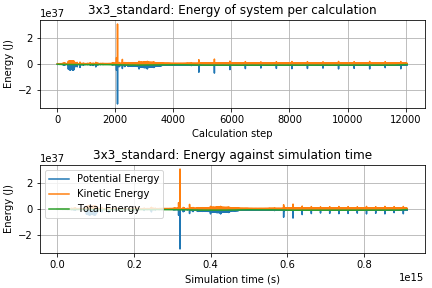 3x3_standard: Energy of system per calculation
1e37
Energy (J)
2
0
−2
0 2000 4000 6000 8000 10000 12000
Calculation step
3x3_standard: Energy against simulation time
1e37
Energy (J)
2
0
−2
Potential Energy
Kinetic Energy
Total Energy
0.0 0.2 0.4 0.6 0.8
1e15
Simulation time (s)